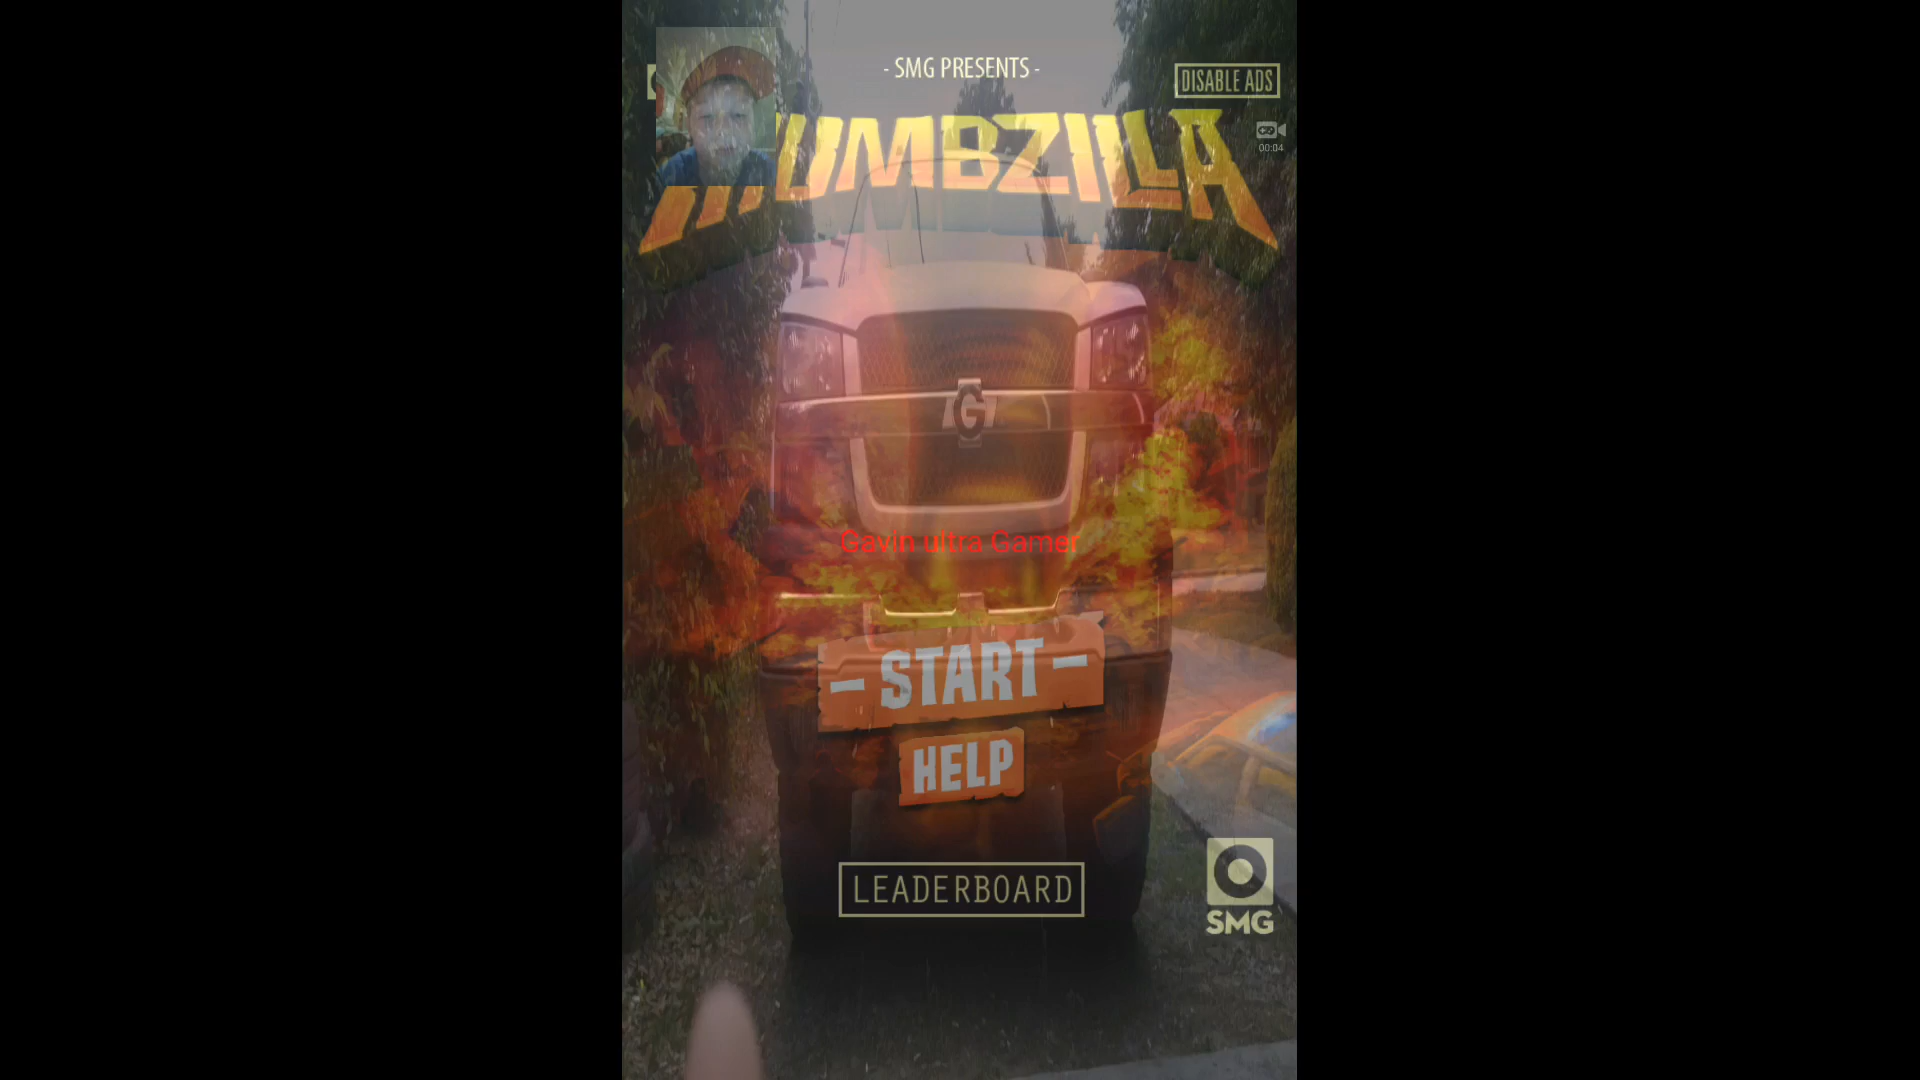 - SMG PRESENTS -
DISABLE ADS
UMBZILLA
00:04
G
Gavin ultra Gamer
- START -
HELP
LEADERBOARD
SMG